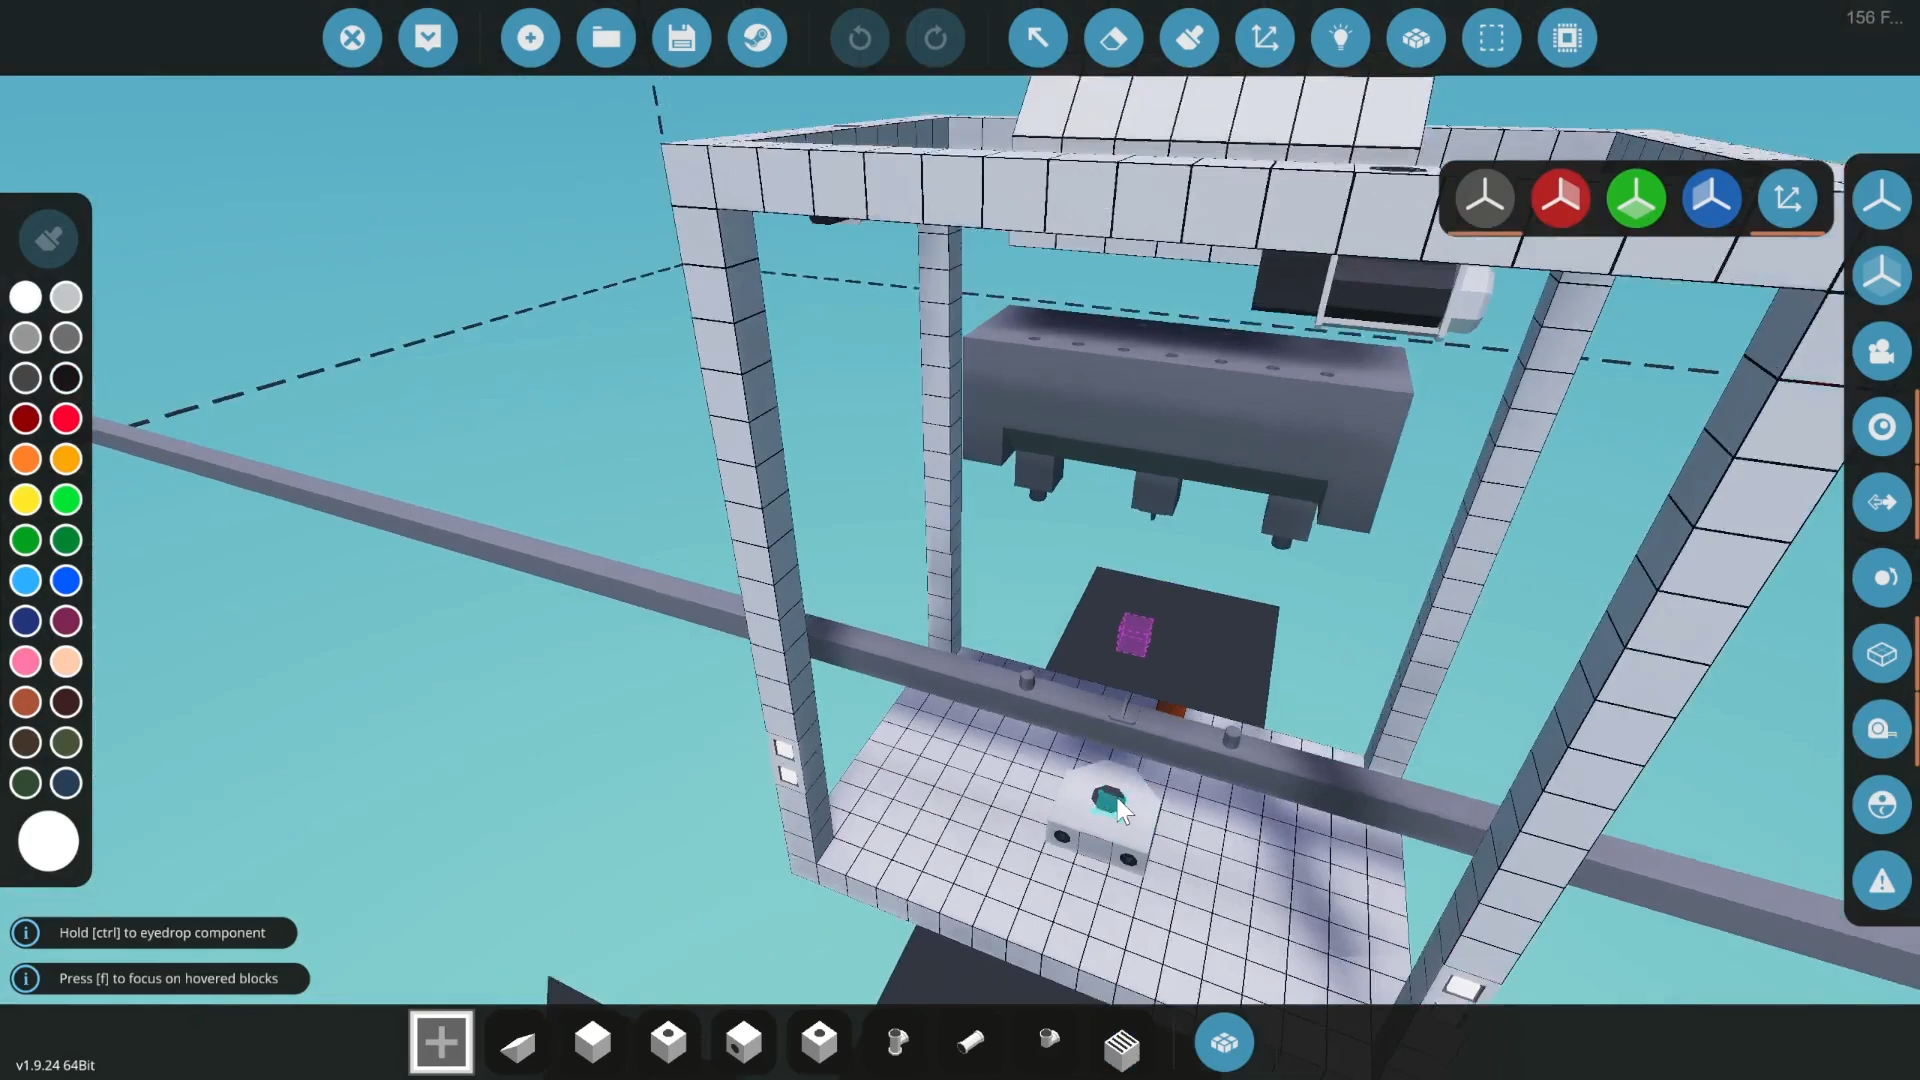 156 F...
Hold [ctrl] to eyedrop component
Press [f] to focus on hovered blocks
v1.9.24 64Bit